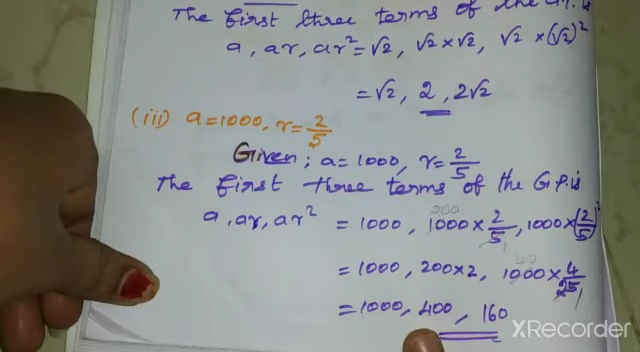 The First three terms of the G.P. is
a, ar, ar² = √2, √2 × √2, √2 × (√2)²
= √2, 2, 2√2
(iii) a = 1000, r = 2/5
Given; a = 1000, r = 2/5
The First three terms of the G.P. is
a, ar, ar² = 1000, 1000 × 2/5, 1000 × (2/5)²
= 1000, 200 × 2, 1000 × 4/25
= 1000, 400, 160
XRecorder